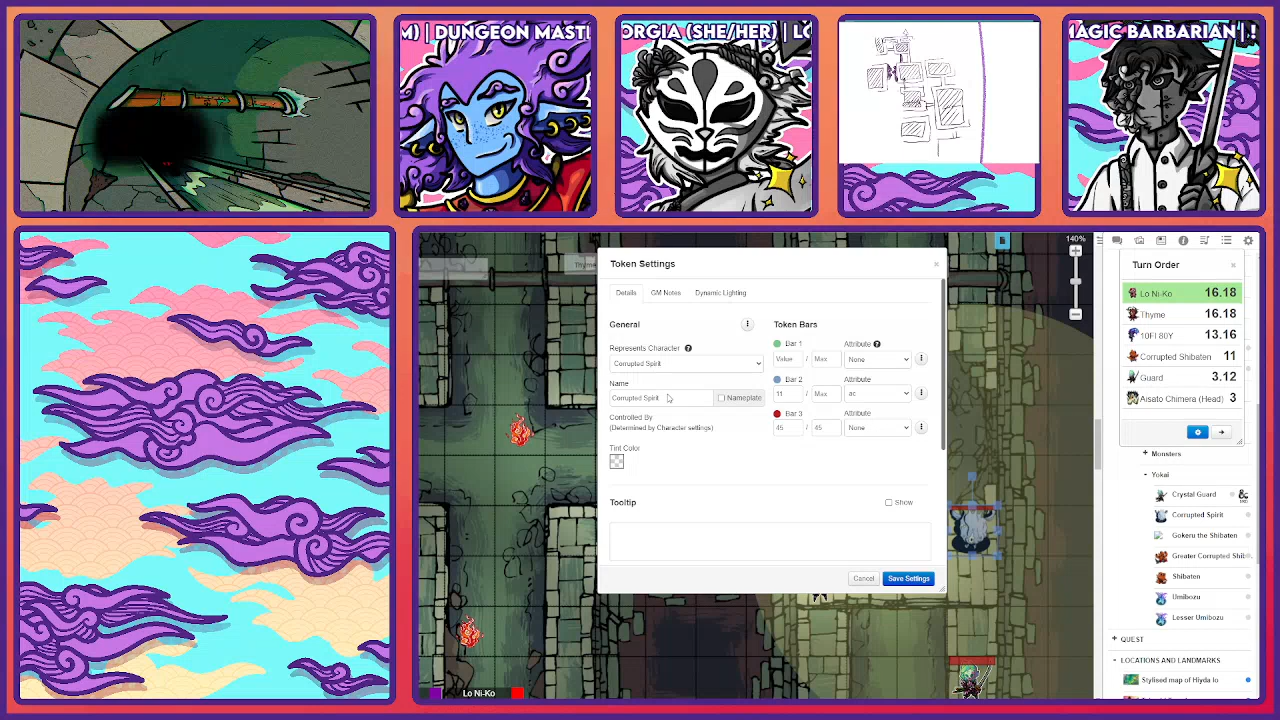 M) | DUNGEON MAST
ORGIA (SHE/HER) | LO
MAGIC BARBARIAN | !
140%
Token Settings
Details
GM Notes
Dynamic Lighting
General
Token Bars
Represents Character
Corrupted Spirit
Name
Corrupted Spirit
Nameplate
Controlled By
(Determined by Character settings)
Tint Color
Bar 1
Attribute
Value / Max
None
Bar 2
Attribute
11 / Max
ac
Bar 3
Attribute
45 / 45
None
Tooltip
Show
Cancel
Save Settings
Thyme
Lo Ni-Ko
Turn Order
Lo Ni-Ko 16.18
Thyme 16.18
10FI 80Y 13.16
Corrupted Shibaten 11
Guard 3.12
Aisato Chimera (Head) 3
Monsters
Yokai
Crystal Guard
Corrupted Spirit
Gokeru the Shibaten
Greater Corrupted Shib...
Shibaten
Umibozu
Lesser Umibozu
QUEST
LOCATIONS AND LANDMARKS
Stylised map of Hiyda Io